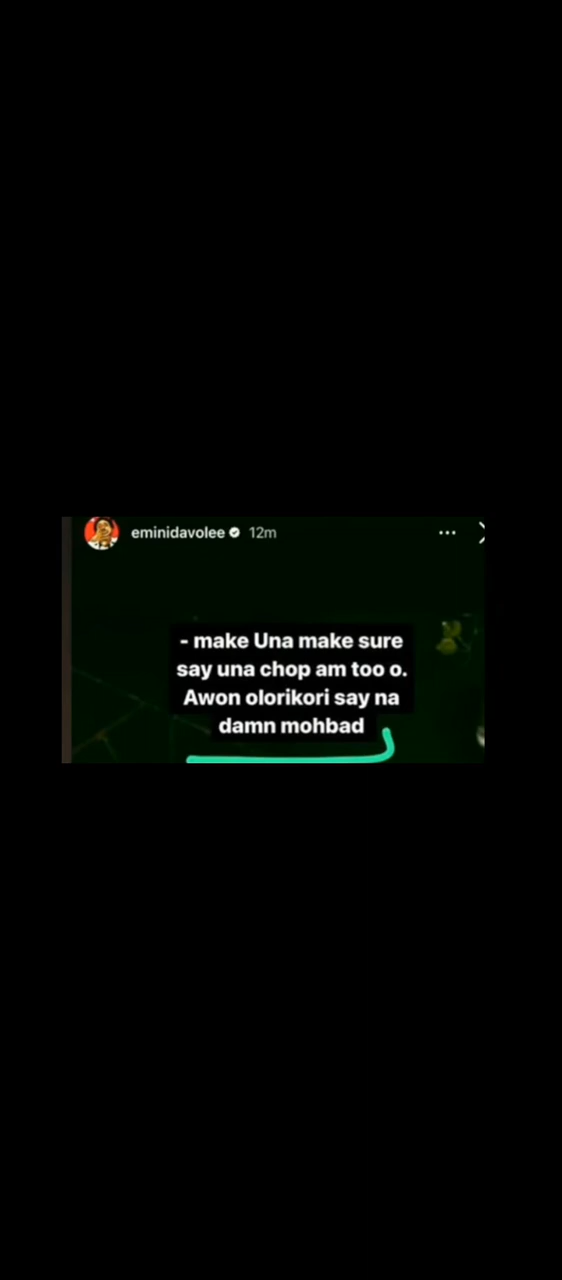 eminidavolee 12m
- make Una make sure
say una chop am too o.
Awon olorikori say na
damn mohbad